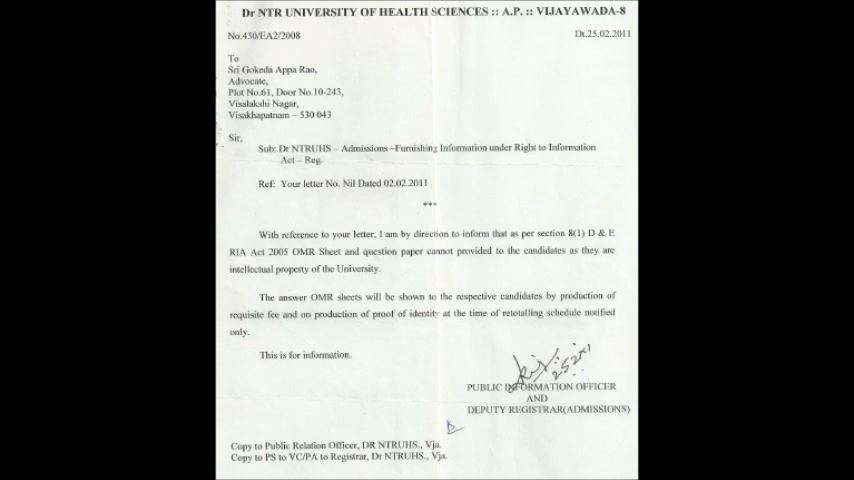 Dr NTR UNIVERSITY OF HEALTH SCIENCES :: A.P. :: VIJAYAWADA-8
No.430/EA2/2008 Dt.25.02.2011
To
Sri Gokeda Appa Rao,
Advocate,
Plot No.61, Door No.10-243,
Visalakshi Nagar,
Visakhapatnam – 530 043
Sir,
Sub: Dr NTRUHS – Admissions –Furnishing Information under Right to Information
Act – Reg.
Ref: Your letter No. Nil Dated 02.02.2011
***
With reference to your letter, I am by direction to inform that as per section 8(1) D & E
RIA Act 2005 OMR Sheet and question paper cannot provided to the candidates as they are
intellectual property of the University.
The answer OMR sheets will be shown to the respective candidates by production of
requisite fee and on production of proof of identity at the time of retotalling schedule notified
only.
This is for information.
PUBLIC INFORMATION OFFICER
AND
DEPUTY REGISTRAR(ADMISSIONS)
Copy to Public Relation Officer, DR NTRUHS., Vja.
Copy to PS to VC/PA to Registrar, Dr NTRUHS., Vja.